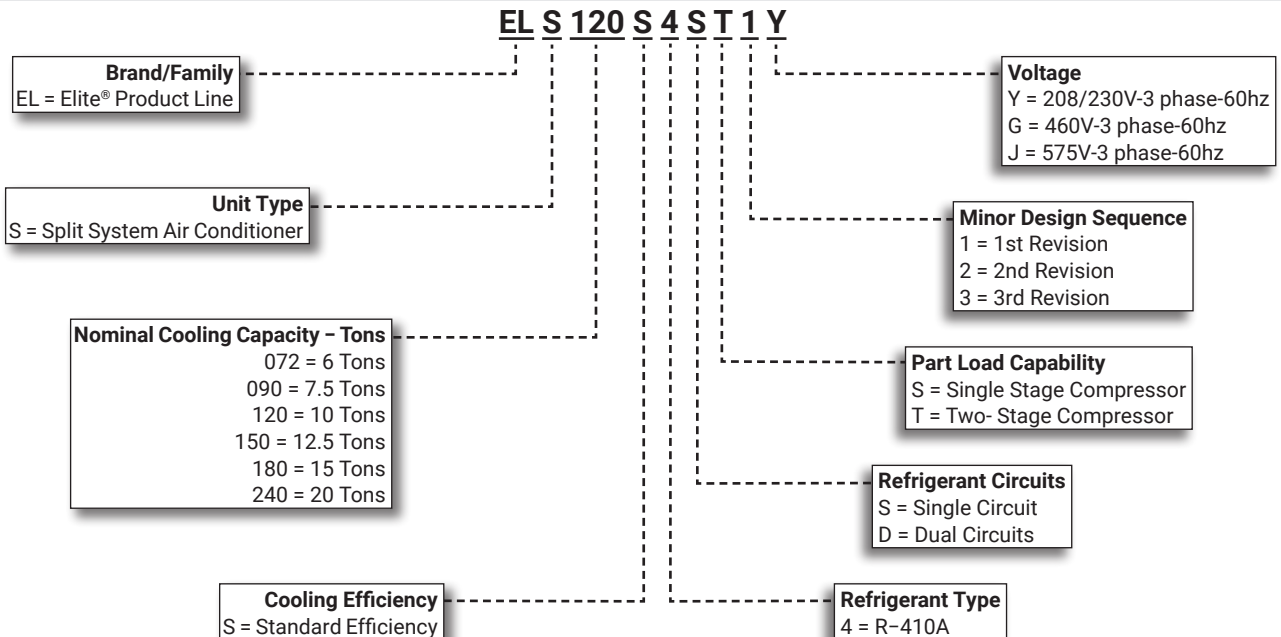 EL S 120 S 4 S T 1 Y
Brand/Family
EL = Elite® Product Line
Unit Type
S = Split System Air Conditioner
Nominal Cooling Capacity – Tons
072 = 6 Tons
090 = 7.5 Tons
120 = 10 Tons
150 = 12.5 Tons
180 = 15 Tons
240 = 20 Tons
Cooling Efficiency
S = Standard Efficiency
Voltage
Y = 208/230V-3 phase-60hz
G = 460V-3 phase-60hz
J = 575V-3 phase-60hz
Minor Design Sequence
1 = 1st Revision
2 = 2nd Revision
3 = 3rd Revision
Part Load Capability
S = Single Stage Compressor
T = Two- Stage Compressor
Refrigerant Circuits
S = Single Circuit
D = Dual Circuits
Refrigerant Type
4 = R–410A